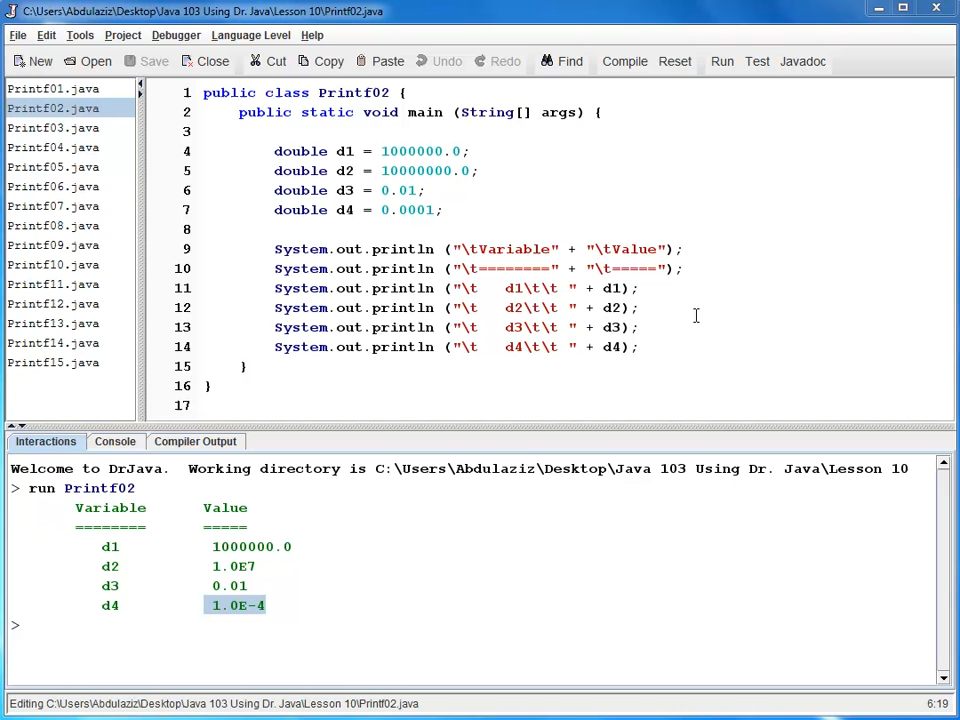 C:\Users\Abdulaziz\Desktop\Java 103 Using Dr. Java\Lesson 10\Printf02.java
File Edit Tools Project Debugger Language Level Help
New Open Save Close Cut Copy Paste Undo Redo Find Compile Reset Run Test Javadoc
Printf01.java
Printf02.java
Printf03.java
Printf04.java
Printf05.java
Printf06.java
Printf07.java
Printf08.java
Printf09.java
Printf10.java
Printf11.java
Printf12.java
Printf13.java
Printf14.java
Printf15.java
1 public class Printf02 {
2 public static void main (String[] args) {
3
4 double d1 = 1000000.0;
5 double d2 = 10000000.0;
6 double d3 = 0.01;
7 double d4 = 0.0001;
8
9 System.out.println ("\tVariable" + "\tValue");
10 System.out.println ("\t========" + "\t=====");
11 System.out.println ("\t   d1\t\t " + d1);
12 System.out.println ("\t   d2\t\t " + d2);
13 System.out.println ("\t   d3\t\t " + d3);
14 System.out.println ("\t   d4\t\t " + d4);
15 }
16 }
17
Interactions Console Compiler Output
Welcome to DrJava.  Working directory is C:\Users\Abdulaziz\Desktop\Java 103 Using Dr. Java\Lesson 10
> run Printf02
Variable Value
======== =====
d1 1000000.0
d2 1.0E7
d3 0.01
d4 1.0E-4
>
Editing C:\Users\Abdulaziz\Desktop\Java 103 Using Dr. Java\Lesson 10\Printf02.java 6:19